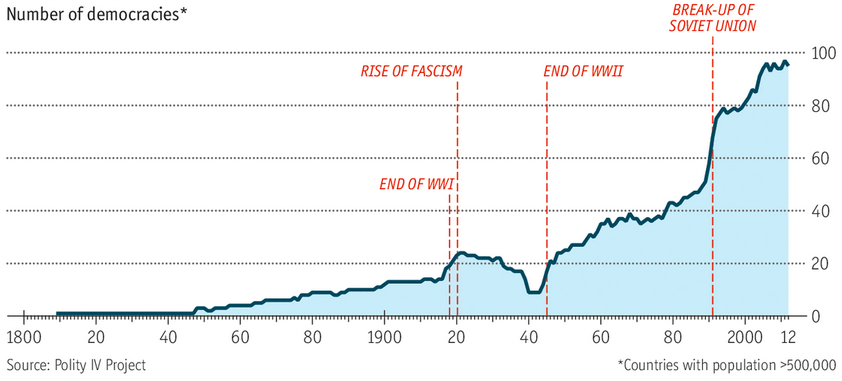 Number of democracies*
BREAK-UP OF
SOVIET UNION
100
RISE OF FASCISM
END OF WWII
80
60
END OF WWI
40
20
0
1800 20 40 60 80 1900 20 40 60 80 2000 12
Source: Polity IV Project
*Countries with population >500,000